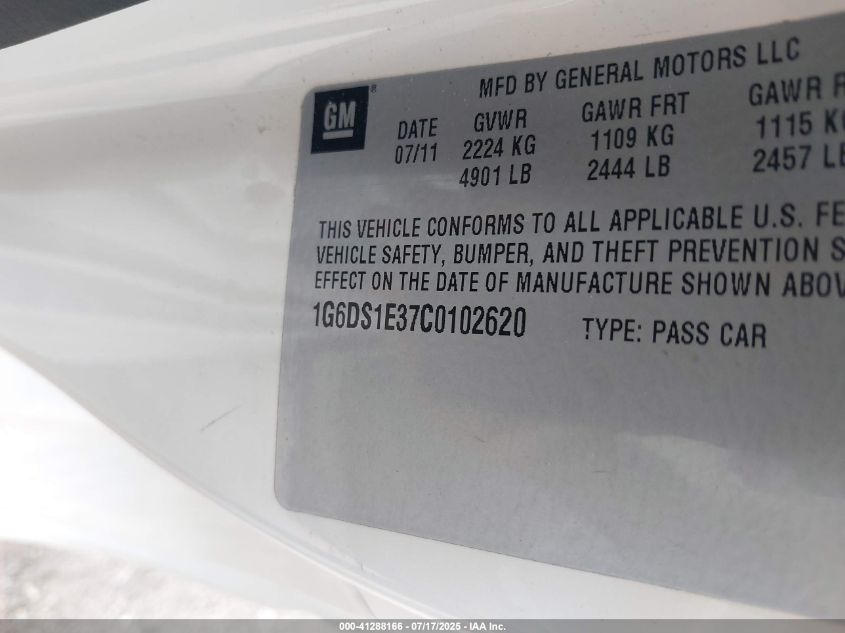 MFD BY GENERAL MOTORS LLC
GM ®
DATE GVWR GAWR FRT GAWR
07/11 2224 KG 1109 KG 1115
4901 LB 2444 LB 2457
THIS VEHICLE CONFORMS TO ALL APPLICABLE U.S.
VEHICLE SAFETY, BUMPER, AND THEFT PREVENTION
EFFECT ON THE DATE OF MANUFACTURE SHOWN
1G6DS1E37C0102620 TYPE: PASS CAR
000-41288166 - 07/17/2025 - IAA Inc.